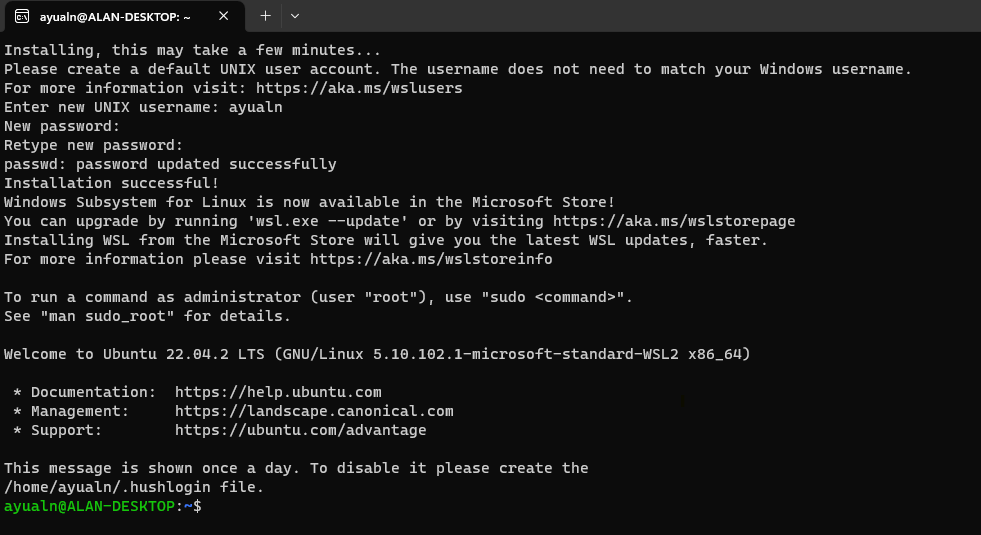 ayualn@ALAN-DESKTOP: ~
Installing, this may take a few minutes...
Please create a default UNIX user account. The username does not need to match your Windows username.
For more information visit: https://aka.ms/wslusers
Enter new UNIX username: ayualn
New password:
Retype new password:
passwd: password updated successfully
Installation successful!
Windows Subsystem for Linux is now available in the Microsoft Store!
You can upgrade by running 'wsl.exe --update' or by visiting https://aka.ms/wslstorepage
Installing WSL from the Microsoft Store will give you the latest WSL updates, faster.
For more information please visit https://aka.ms/wslstoreinfo

To run a command as administrator (user "root"), use "sudo <command>".
See "man sudo_root" for details.

Welcome to Ubuntu 22.04.2 LTS (GNU/Linux 5.10.102.1-microsoft-standard-WSL2 x86_64)

 * Documentation:  https://help.ubuntu.com
 * Management:     https://landscape.canonical.com
 * Support:        https://ubuntu.com/advantage

This message is shown once a day. To disable it please create the
/home/ayualn/.hushlogin file.
ayualn@ALAN-DESKTOP:~$